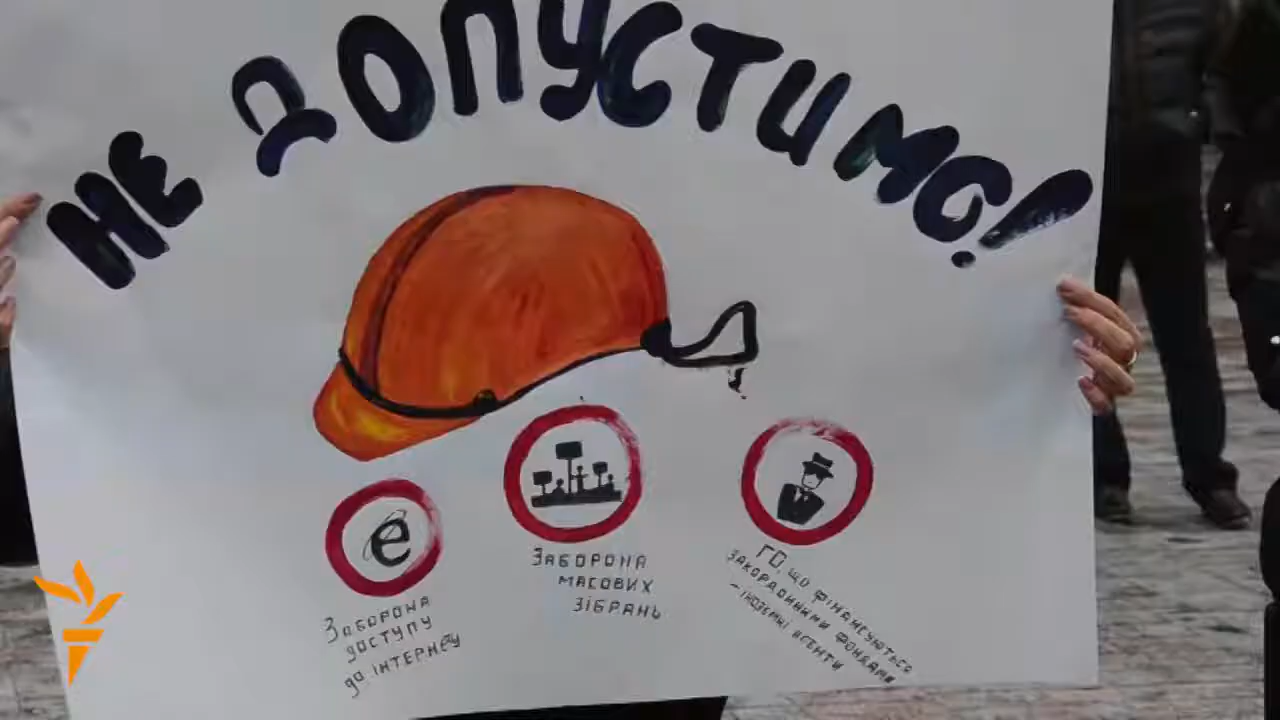 НЕ ДОПУСТИМО!
e
Заборона
доступу
до інтернету
Заборона
масових
зібрань
ГО, що фінансуються
закордонними фондами
– іноземні агенти